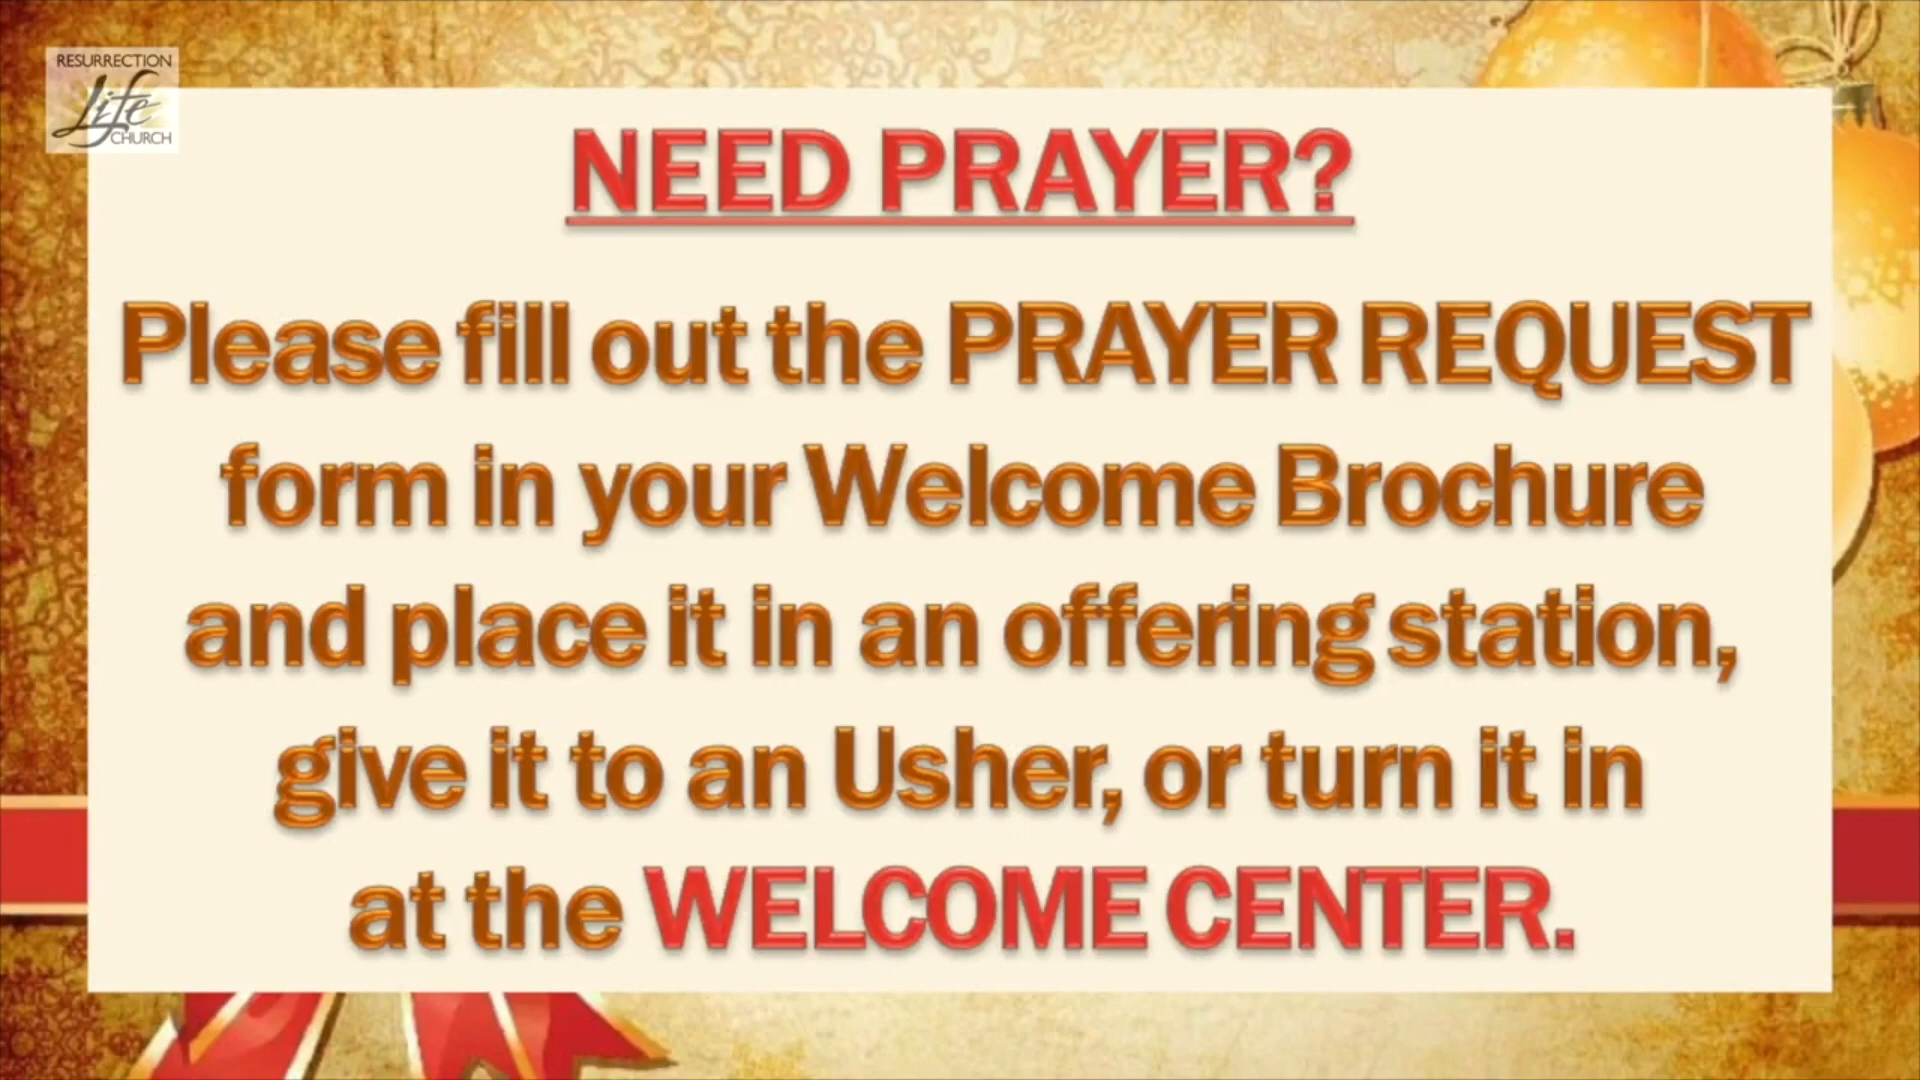 RESURRECTION
Life
CHURCH
NEED PRAYER?
Please fill out the PRAYER REQUEST
form in your Welcome Brochure
and place it in an offering station,
give it to an Usher, or turn it in
at the WELCOME CENTER.